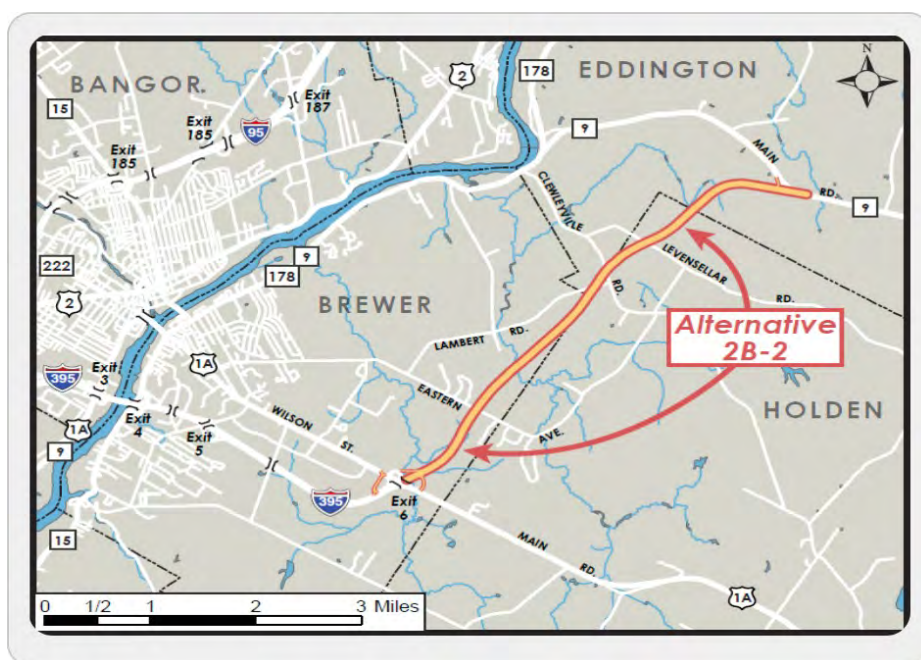 BANGOR.
EDDINGTON
N
15
Exit
185
Exit
185
Exit
187
95
2
178
9
MAIN
RD.
9
CLEWLEYVILLE
RD.
LEVENSELLAR
RD.
222
2
9
178
BREWER
LAMBERT RD.
Alternative
2B-2
HOLDEN
1A
EASTERN
AVE.
WILSON
ST.
395
Exit
3
1A
Exit
4
Exit
5
9
395
Exit
6
MAIN
RD.
1A
15
0 1/2 1 2 3 Miles